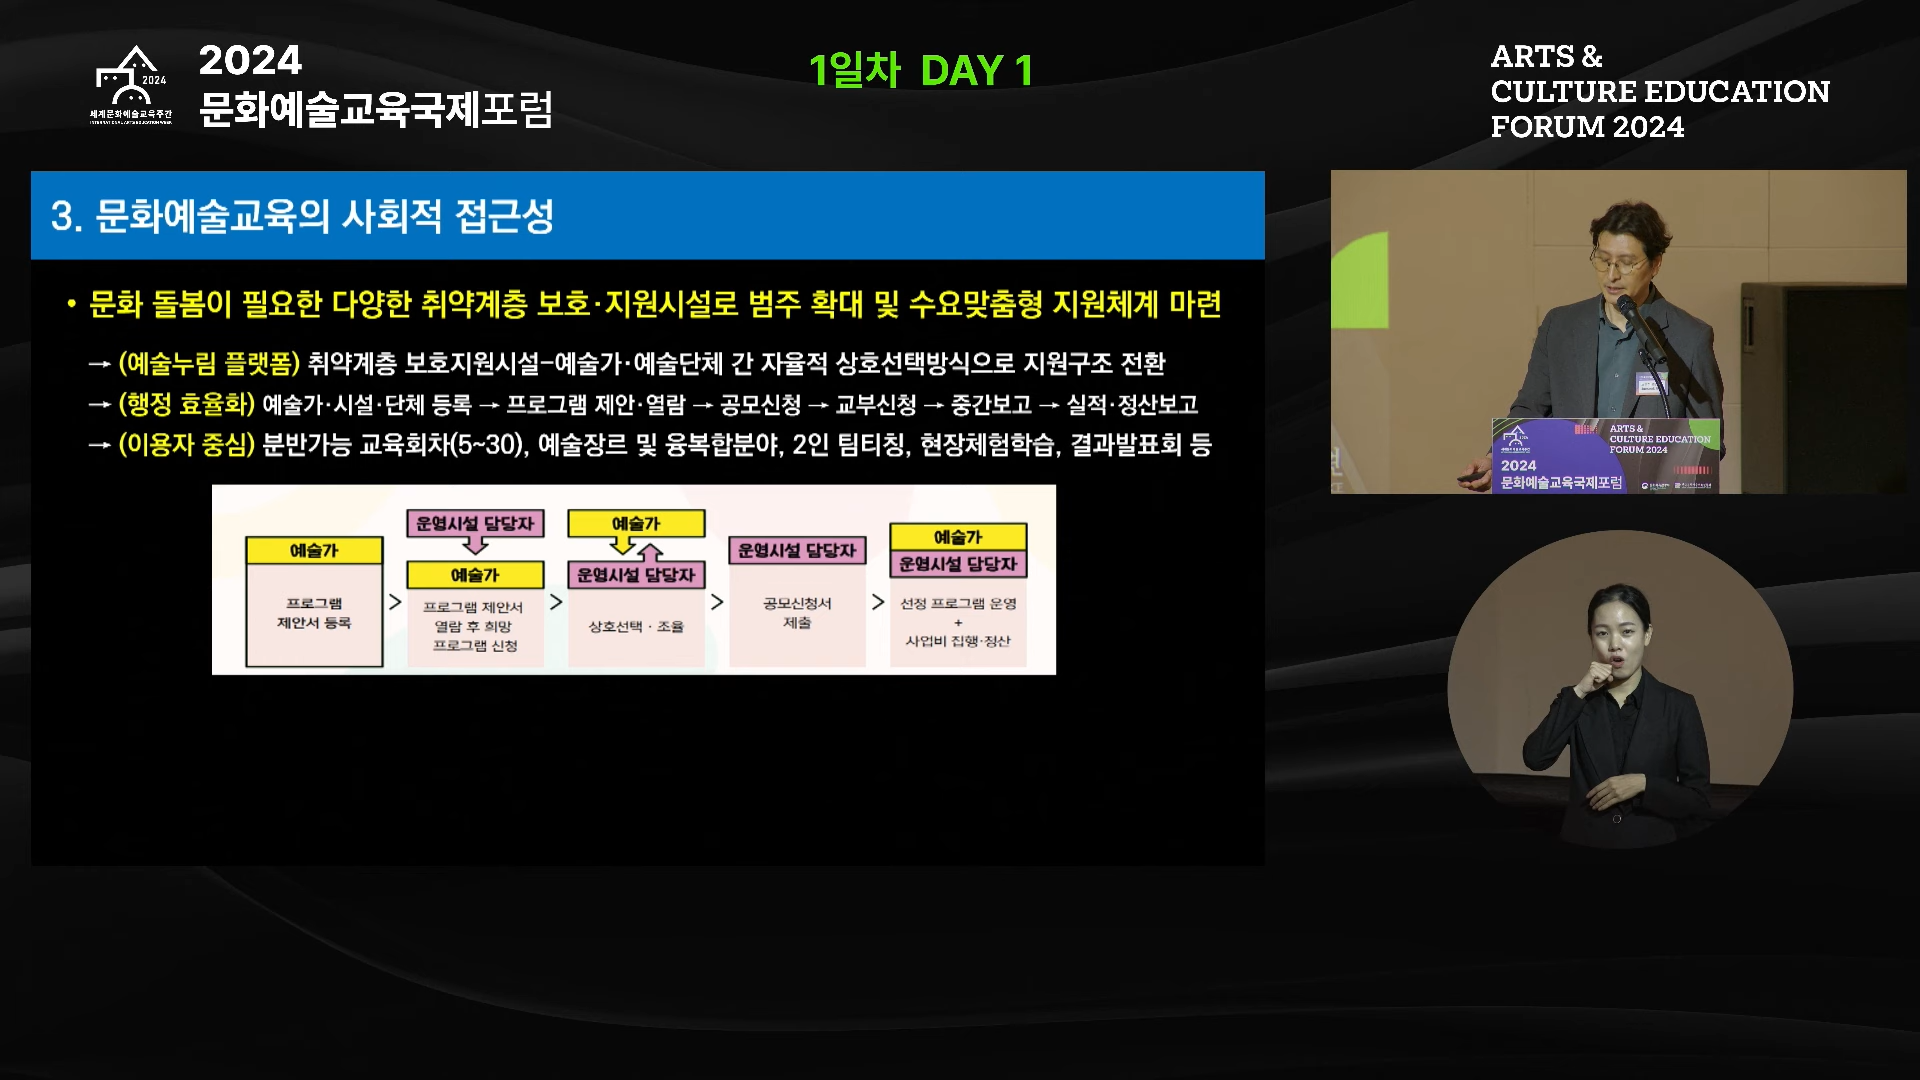 2024
세계문화예술교육주간
INTERNATIONAL ARTS EDUCATION WEEK
2024
문화예술교육국제포럼
1일차 DAY 1
ARTS &
CULTURE EDUCATION
FORUM 2024
3. 문화예술교육의 사회적 접근성
• 문화 돌봄이 필요한 다양한 취약계층 보호·지원시설로 범주 확대 및 수요맞춤형 지원체계 마련
→ (예술누림 플랫폼) 취약계층 보호지원시설-예술가·예술단체 간 자율적 상호선택방식으로 지원구조 전환
→ (행정 효율화) 예술가·시설·단체 등록 → 프로그램 제안·열람 → 공모신청 → 교부신청 → 중간보고 → 실적·정산보고
→ (이용자 중심) 분반가능 교육회차(5~30), 예술장르 및 융복합분야, 2인 팀티칭, 현장체험학습, 결과발표회 등
예술가
프로그램
제안서 등록
>
운영시설 담당자
예술가
프로그램 제안서
열람 후 희망
프로그램 신청
>
예술가
운영시설 담당자
상호선택 · 조율
>
운영시설 담당자
공모신청서
제출
>
예술가
운영시설 담당자
선정 프로그램 운영
+
사업비 집행·정산
ARTS &
CULTURE EDUCATION
FORUM 2024
2024
문화예술교육국제포럼